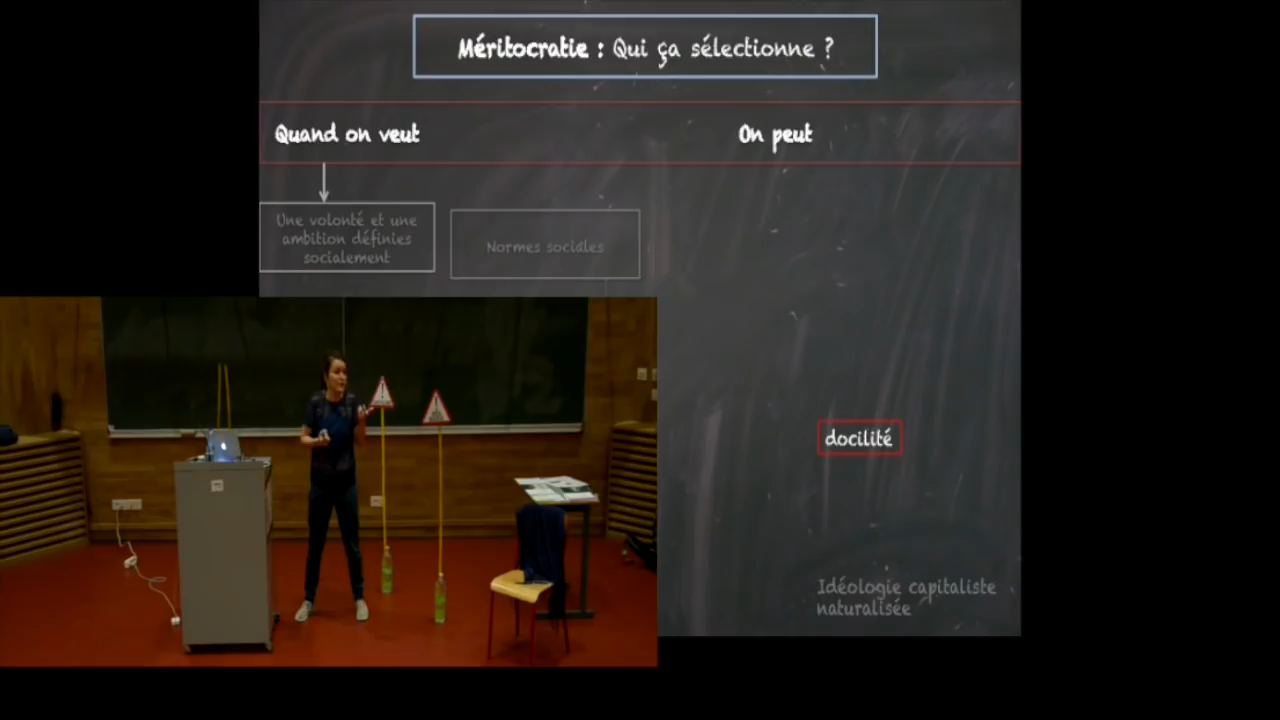 Méritocratie : Qui ça sélectionne ?
Quand on veut
On peut
Une volonté et une
ambition définies
socialement
Normes sociales
docilité
Idéologie capitaliste
naturalisée